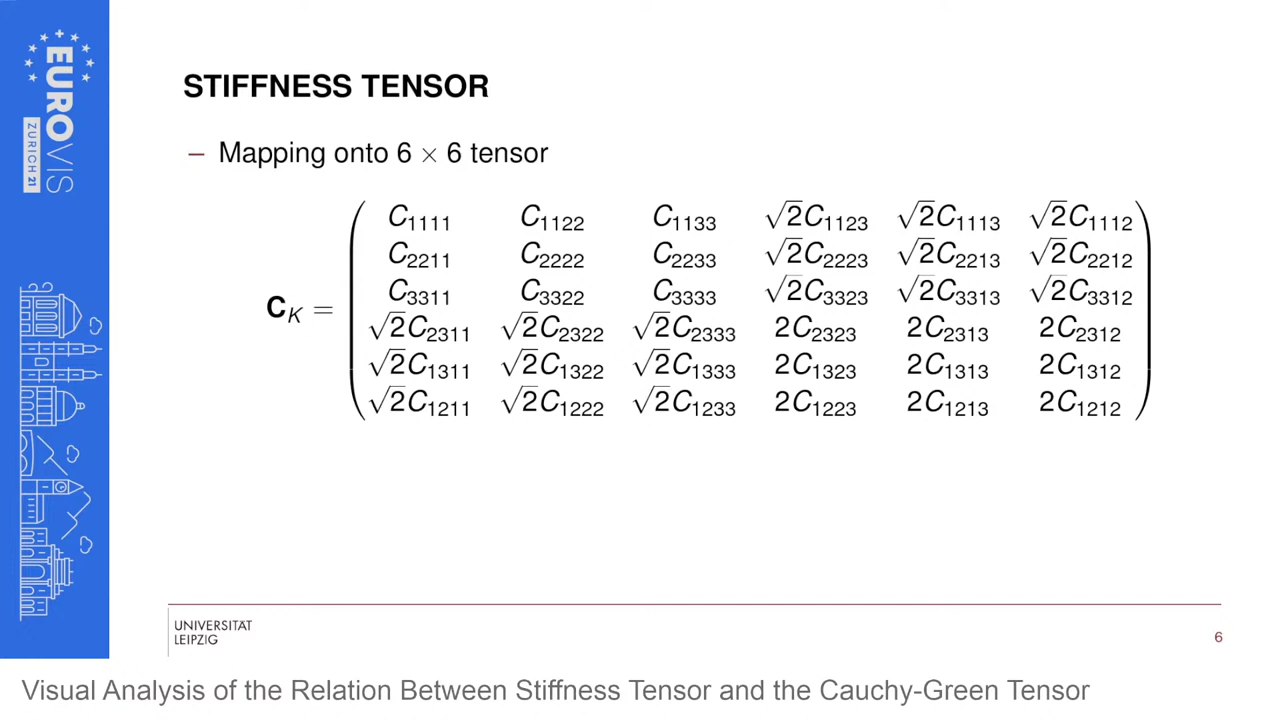 EUROVIS
ZURICH 21
STIFFNESS TENSOR
– Mapping onto 6 × 6 tensor
C₁₁₁₁ C₁₁₂₂ C₁₁₃₃ √2C₁₁₂₃ √2C₁₁₁₃ √2C₁₁₁₂
C₂₂₁₁ C₂₂₂₂ C₂₂₃₃ √2C₂₂₂₃ √2C₂₂₁₃ √2C₂₂₁₂
C₃₃₁₁ C₃₃₂₂ C₃₃₃₃ √2C₃₃₂₃ √2C₃₃₁₃ √2C₃₃₁₂
C_K =
√2C₂₃₁₁ √2C₂₃₂₂ √2C₂₃₃₃ 2C₂₃₂₃ 2C₂₃₁₃ 2C₂₃₁₂
√2C₁₃₁₁ √2C₁₃₂₂ √2C₁₃₃₃ 2C₁₃₂₃ 2C₁₃₁₃ 2C₁₃₁₂
√2C₁₂₁₁ √2C₁₂₂₂ √2C₁₂₃₃ 2C₁₂₂₃ 2C₁₂₁₃ 2C₁₂₁₂
UNIVERSITAT
LEIPZIG
6
Visual Analysis of the Relation Between Stiffness Tensor and the Cauchy-Green Tensor